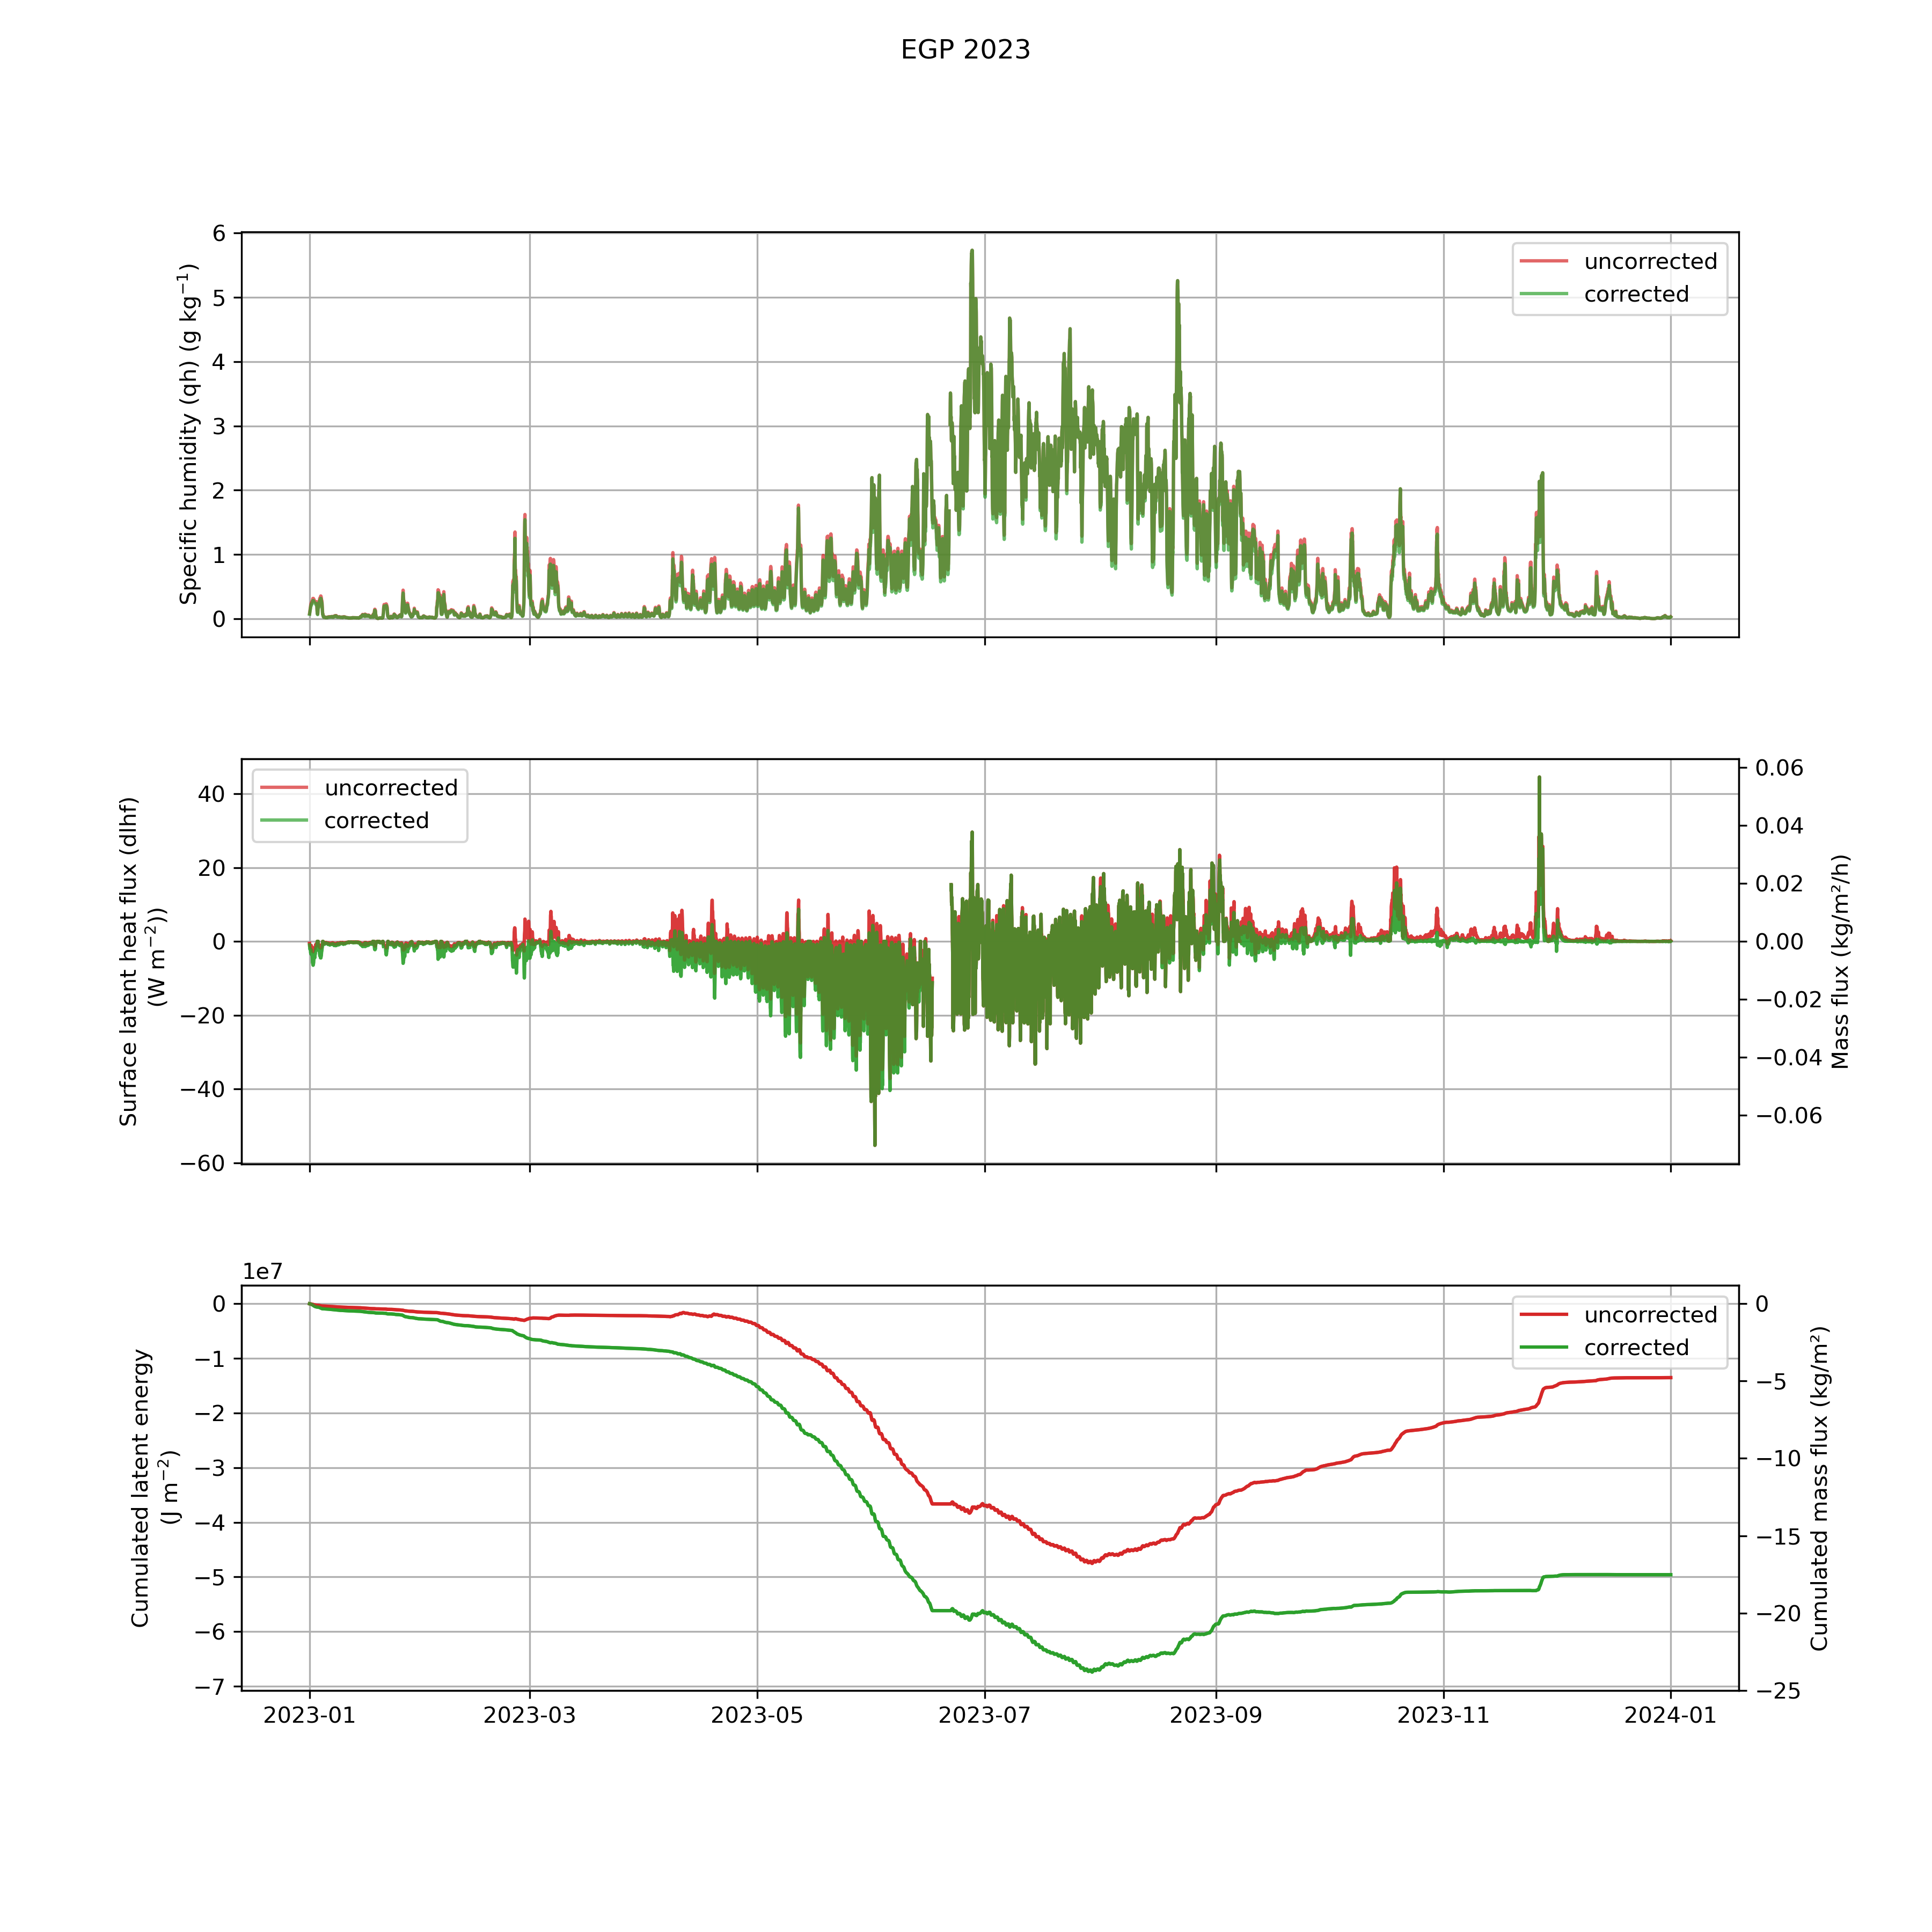 EGP 2023
Specific humidity (qh) (g kg⁻¹)
6
5
4
3
2
1
0
uncorrected
corrected
Surface latent heat flux (dlhf)
(W m⁻²))
40
20
0
−20
−40
−60
uncorrected
corrected
0.06
0.04
0.02
0.00
−0.02
−0.04
−0.06
Mass flux (kg/m²/h)
1e7
Cumulated latent energy
(J m⁻²)
0
−1
−2
−3
−4
−5
−6
−7
uncorrected
corrected
0
−5
−10
−15
−20
−25
Cumulated mass flux (kg/m²)
2023-01 2023-03 2023-05 2023-07 2023-09 2023-11 2024-01